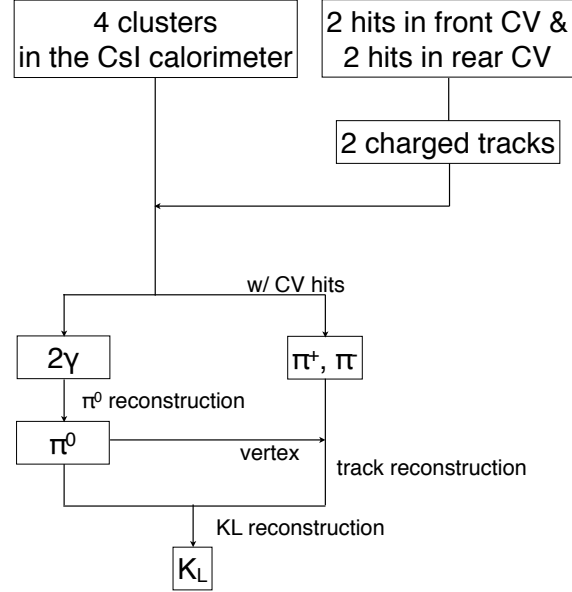 4 clusters
in the CsI calorimeter
2 hits in front CV &
2 hits in rear CV
2 charged tracks
w/ CV hits
2γ
π⁺, π⁻
π⁰ reconstruction
π⁰
vertex
track reconstruction
KL reconstruction
K_L